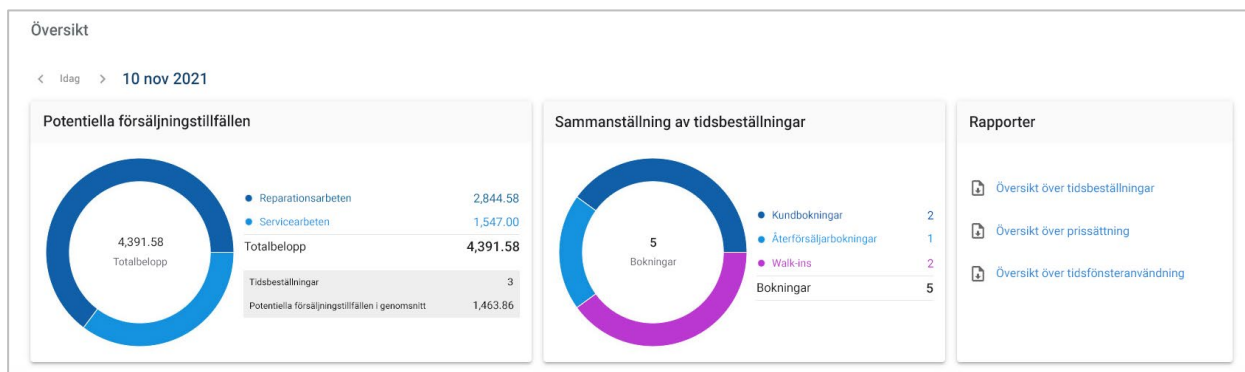 Översikt
Idag 10 nov 2021
Potentiella försäljningstillfällen
4,391.58
Totalbelopp
Reparationsarbeten 2,844.58
Servicearbeten 1,547.00
Totalbelopp 4,391.58
Tidsbeställningar 3
Potentiella försäljningstillfällen i genomsnitt 1,463.86
Sammanställning av tidsbeställningar
5
Bokningar
Kundbokningar 2
Återförsäljarbokningar 1
Walk-ins 2
Bokningar 5
Rapporter
Översikt över tidsbeställningar
Översikt över prissättning
Översikt över tidsfönsteranvändning